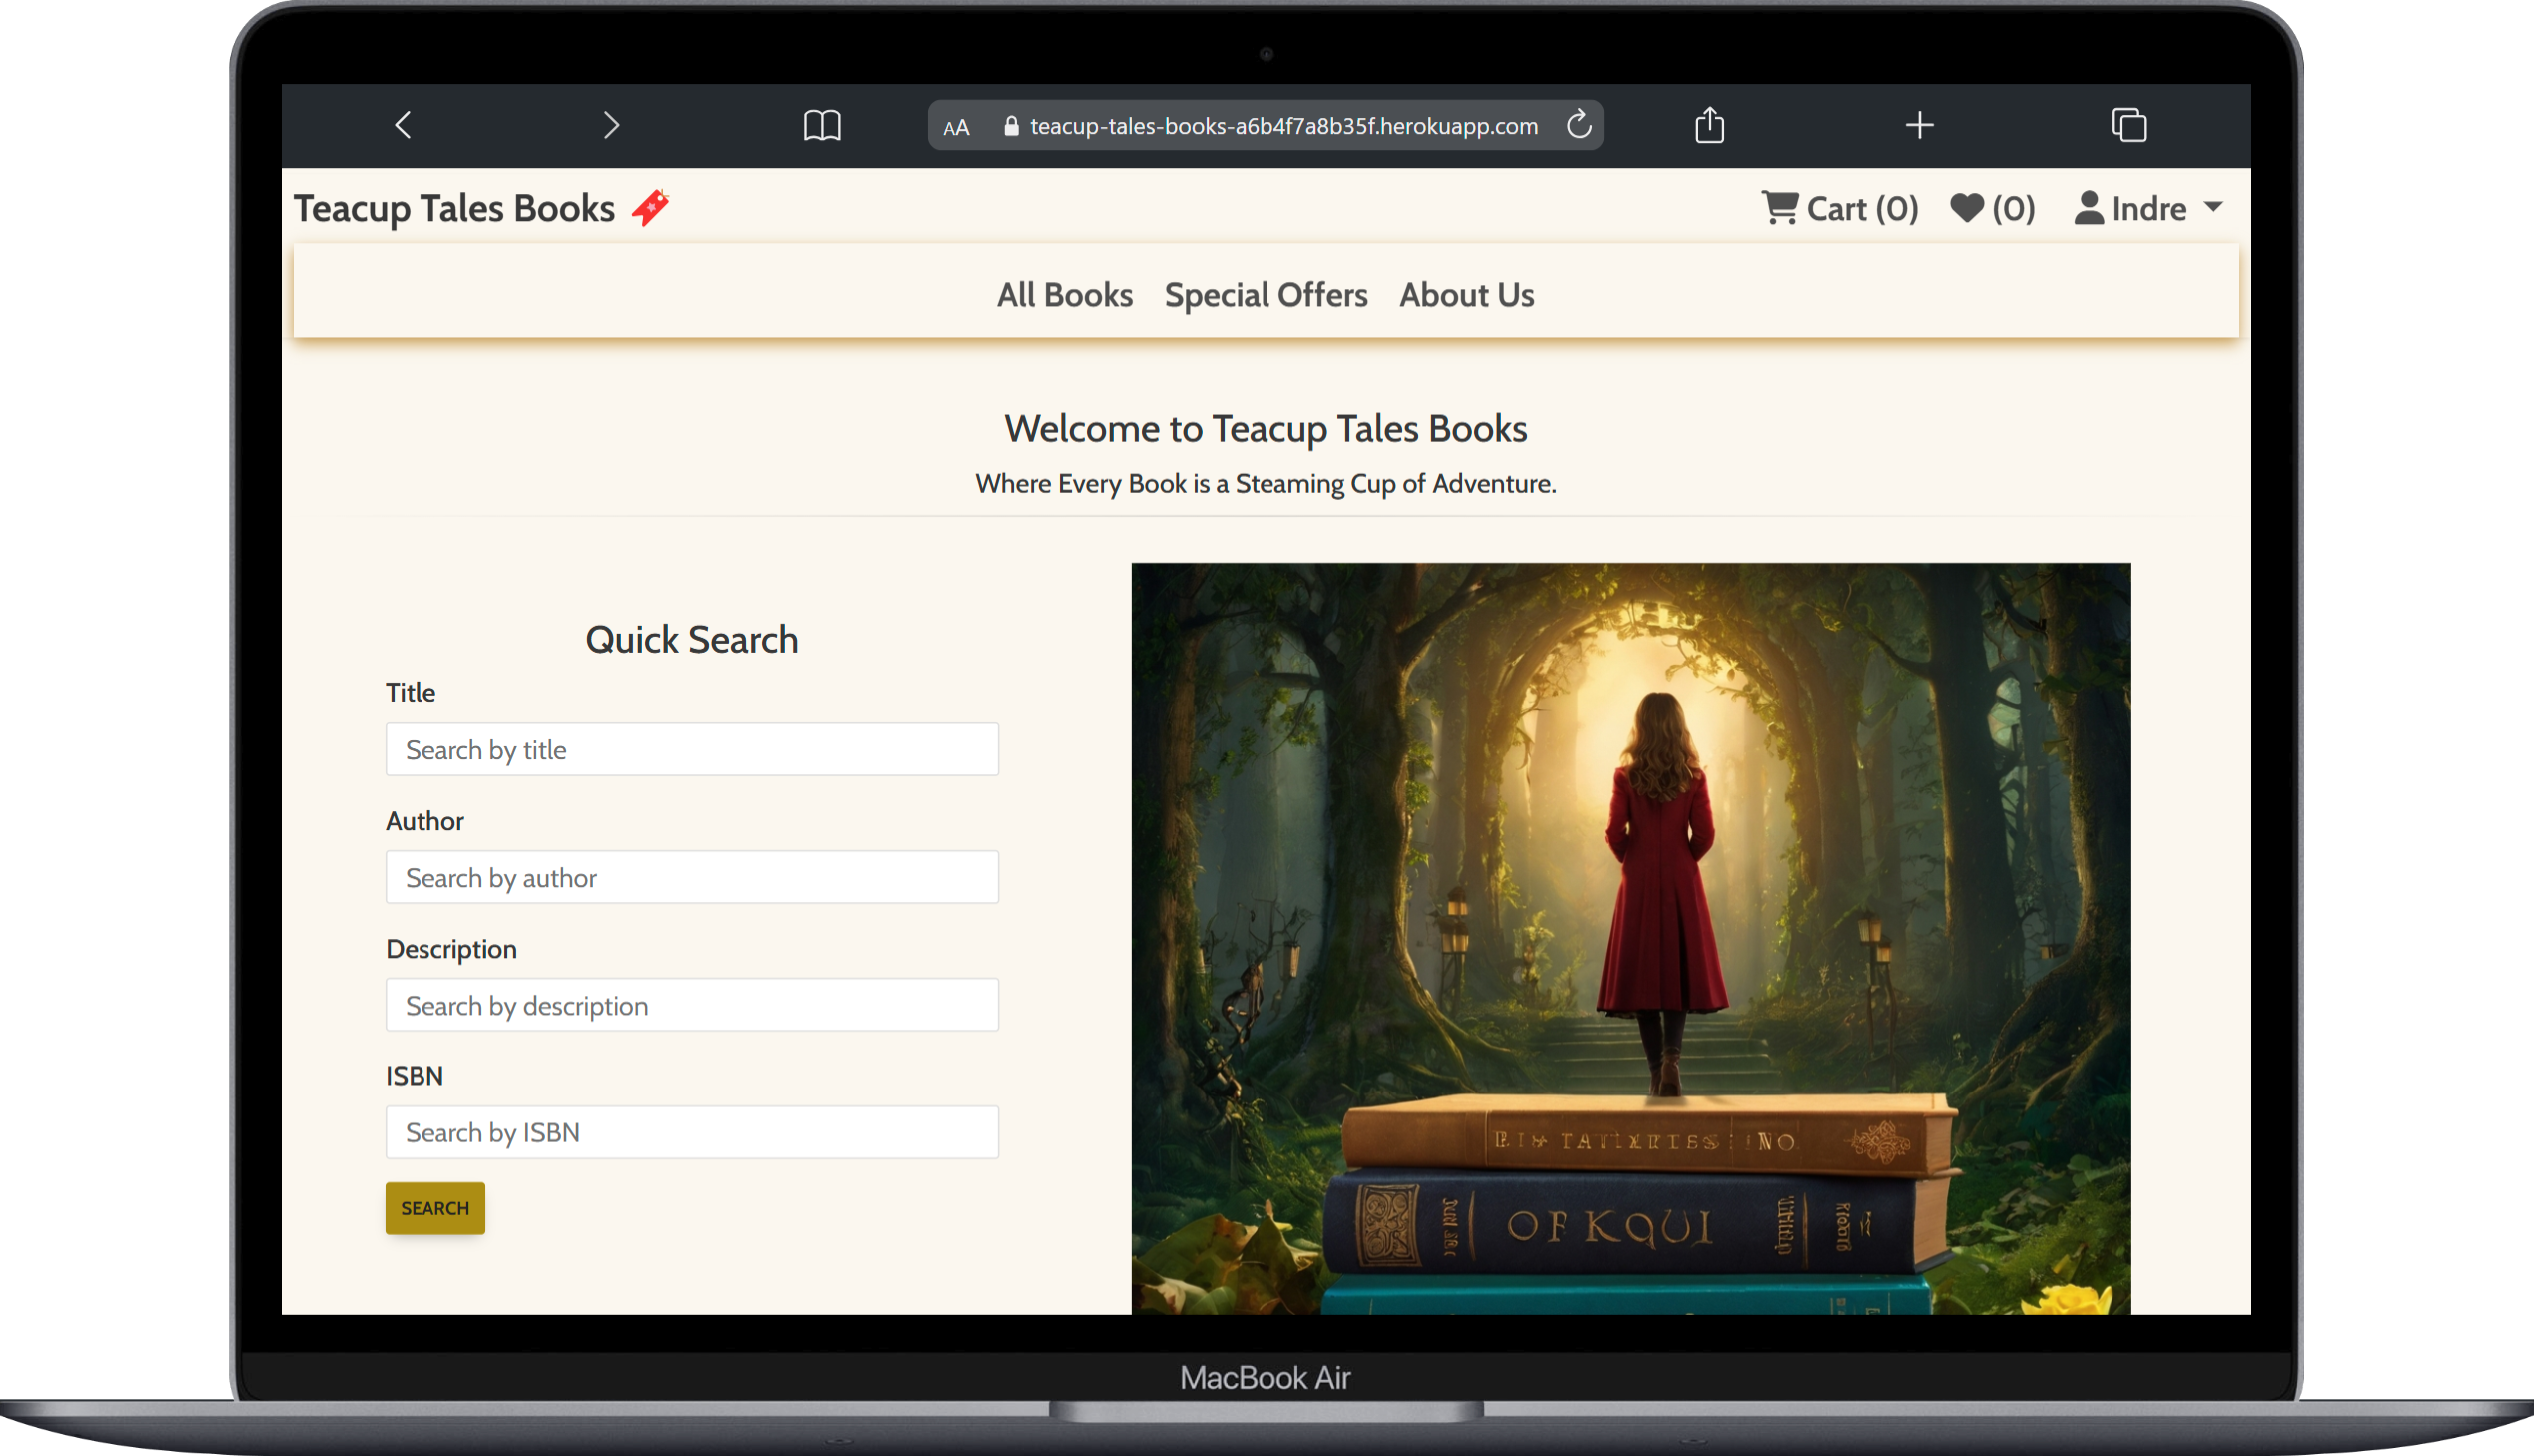 AA teacup-tales-books-a6b4f7a8b35f.herokuapp.com
Teacup Tales Books Cart (0) (0) Indre
All Books Special Offers About Us
Welcome to Teacup Tales Books
Where Every Book is a Steaming Cup of Adventure.
Quick Search
Title
Search by title
Author
Search by author
Description
Search by description
ISBN
Search by ISBN
SEARCH
OF KQUI
MacBook Air